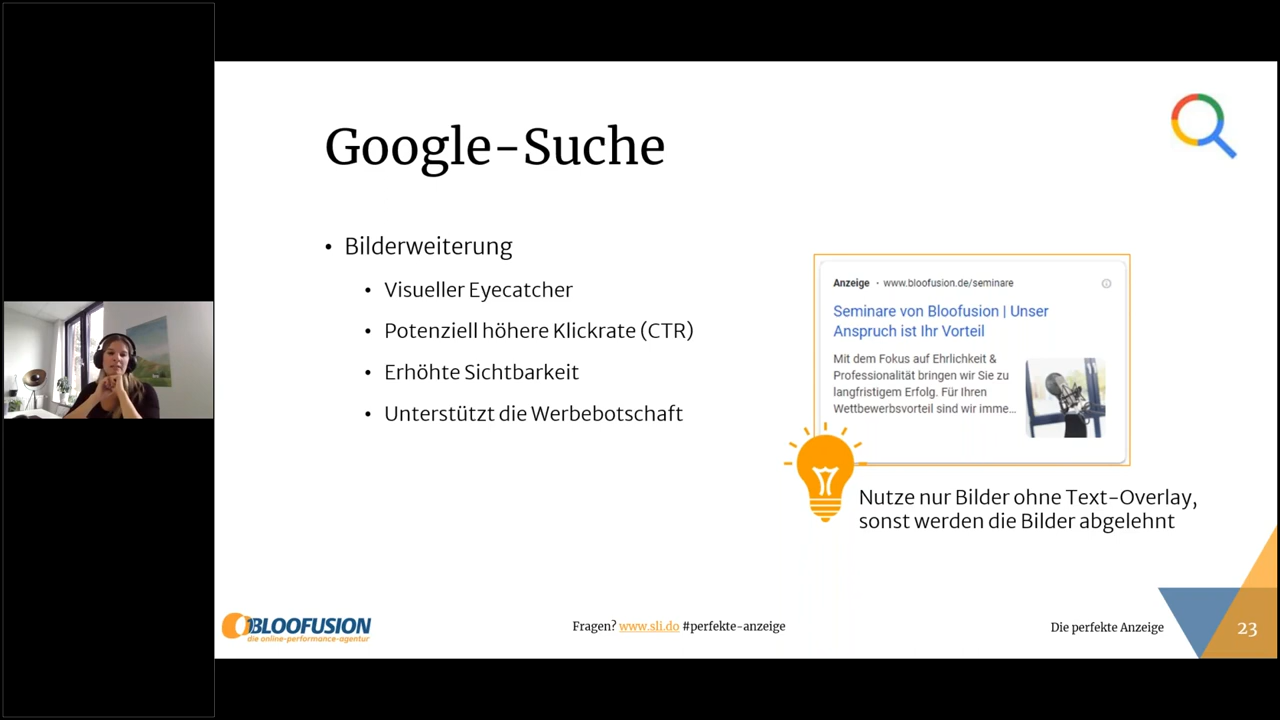 Google-Suche
• Bilderweiterung
• Visueller Eyecatcher
• Potenziell höhere Klickrate (CTR)
• Erhöhte Sichtbarkeit
• Unterstützt die Werbebotschaft
Anzeige · www.bloofusion.de/seminare
Seminare von Bloofusion | Unser
Anspruch ist Ihr Vorteil
Mit dem Fokus auf Ehrlichkeit &
Professionalität bringen wir Sie zu
langfristigem Erfolg. Für Ihren
Wettbewerbsvorteil sind wir imme...
Nutze nur Bilder ohne Text-Overlay,
sonst werden die Bilder abgelehnt
BLOOFUSION
die online-performance-agentur
Fragen? www.sli.do #perfekte-anzeige
Die perfekte Anzeige
23